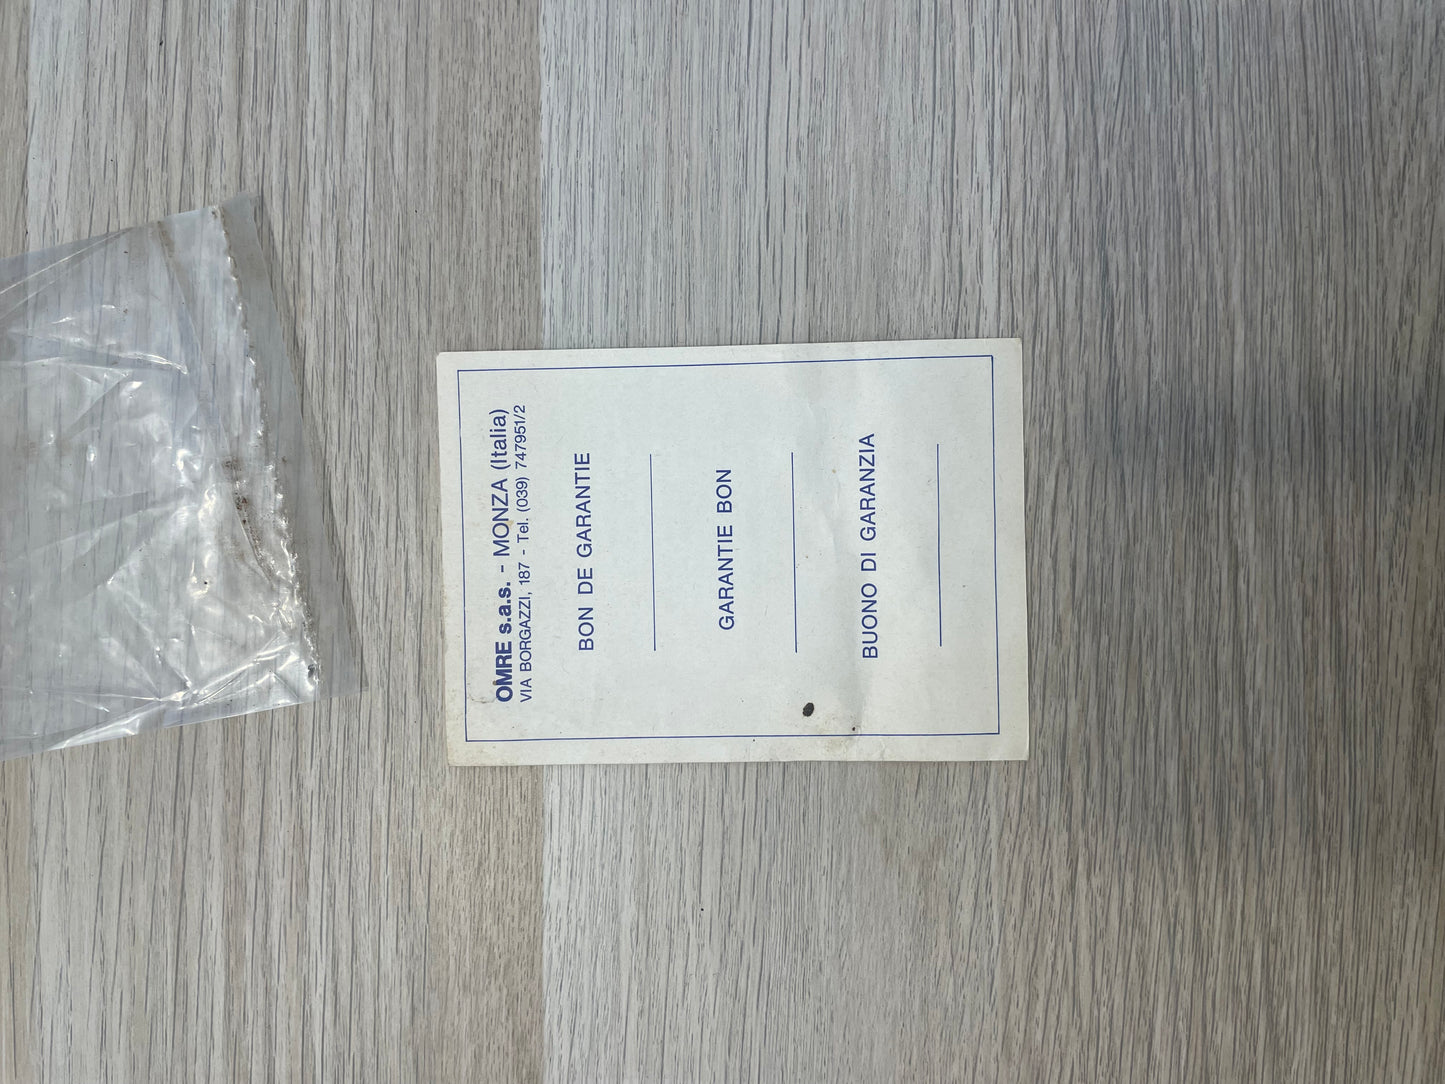 OMRE s.a.s. - MONZA (Italia)
VIA BORGAZZI, 187 - Tel. (039) 747951/2
BON DE GARANTIE
GARANTIE BON
BUONO DI GARANZIA